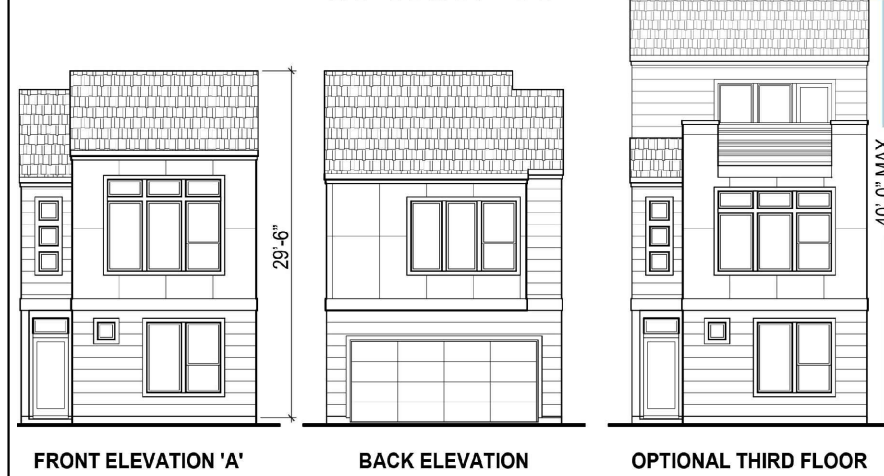 29'-6"
40'-0" MAX
FRONT ELEVATION 'A'
BACK ELEVATION
OPTIONAL THIRD FLOOR